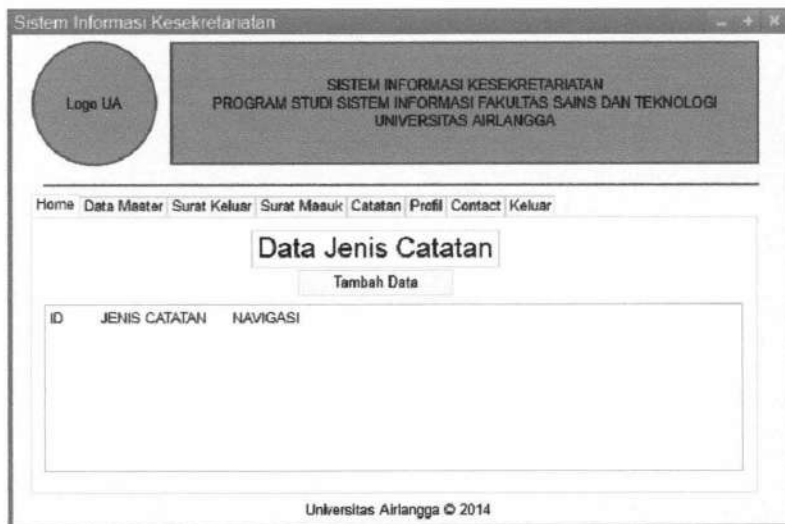 Sistem Informasi Kesekretariatan
Logo UA
SISTEM INFORMASI KESEKRETARIATAN
PROGRAM STUDI SISTEM INFORMASI FAKULTAS SAINS DAN TEKNOLOGI
UNIVERSITAS AIRLANGGA
Home Data Master Surat Keluar Surat Masuk Catatan Profil Contact Keluar
Data Jenis Catatan
Tambah Data
ID JENIS CATATAN NAVIGASI
Universitas Airlangga © 2014